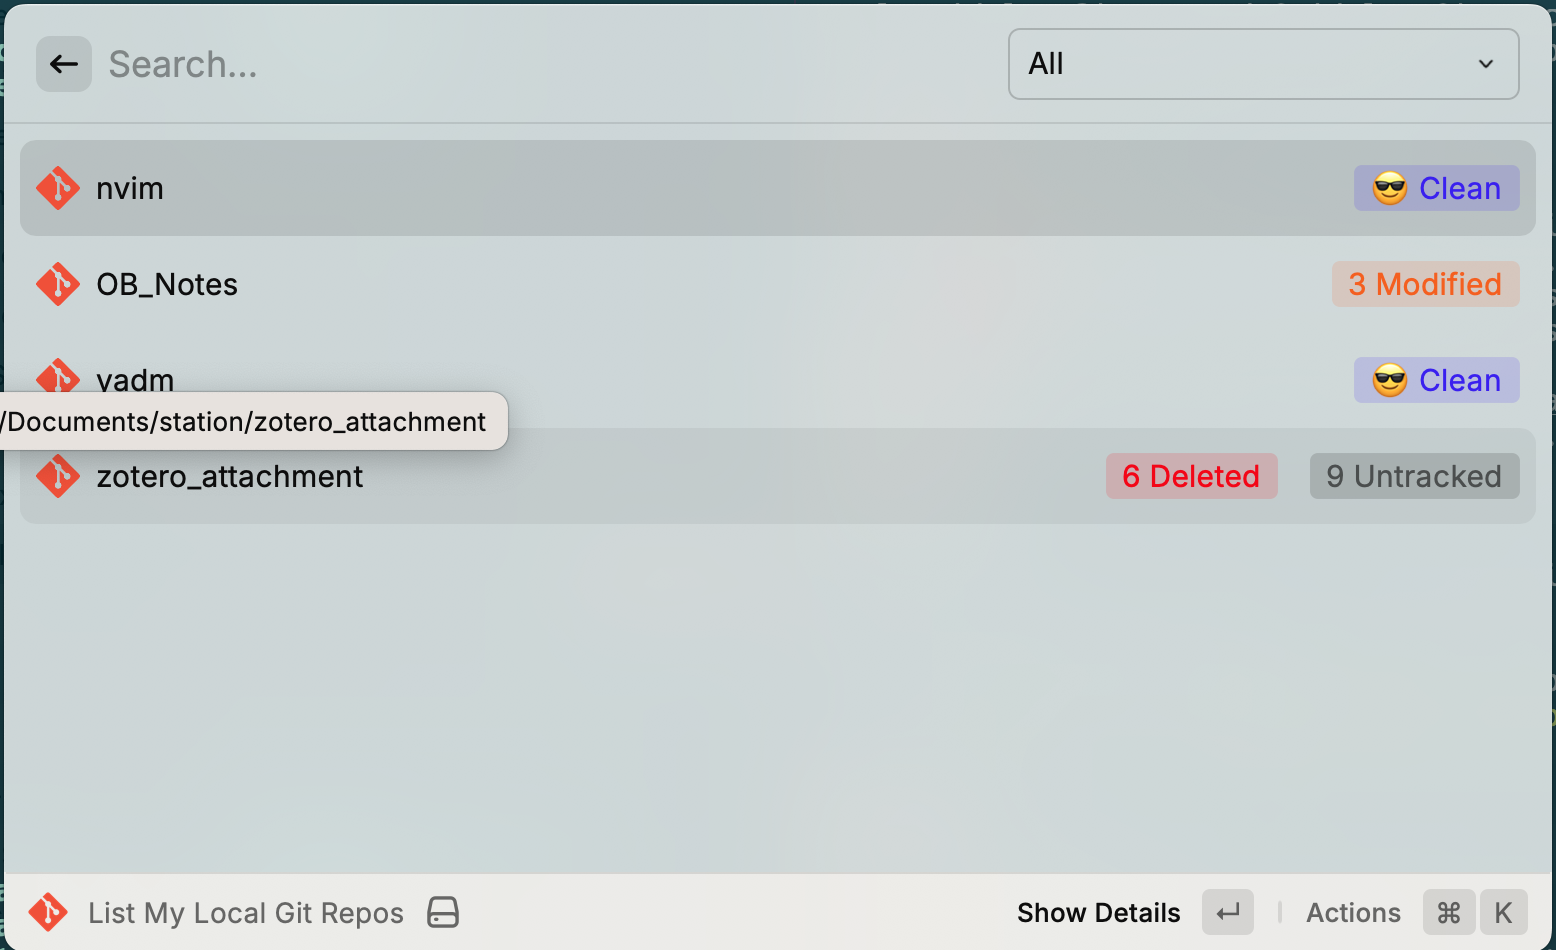 Search...
All
nvim
😎 Clean
OB_Notes
3 Modified
yadm
😎 Clean
/Documents/station/zotero_attachment
zotero_attachment
6 Deleted
9 Untracked
List My Local Git Repos
Show Details ↵
Actions ⌘ K